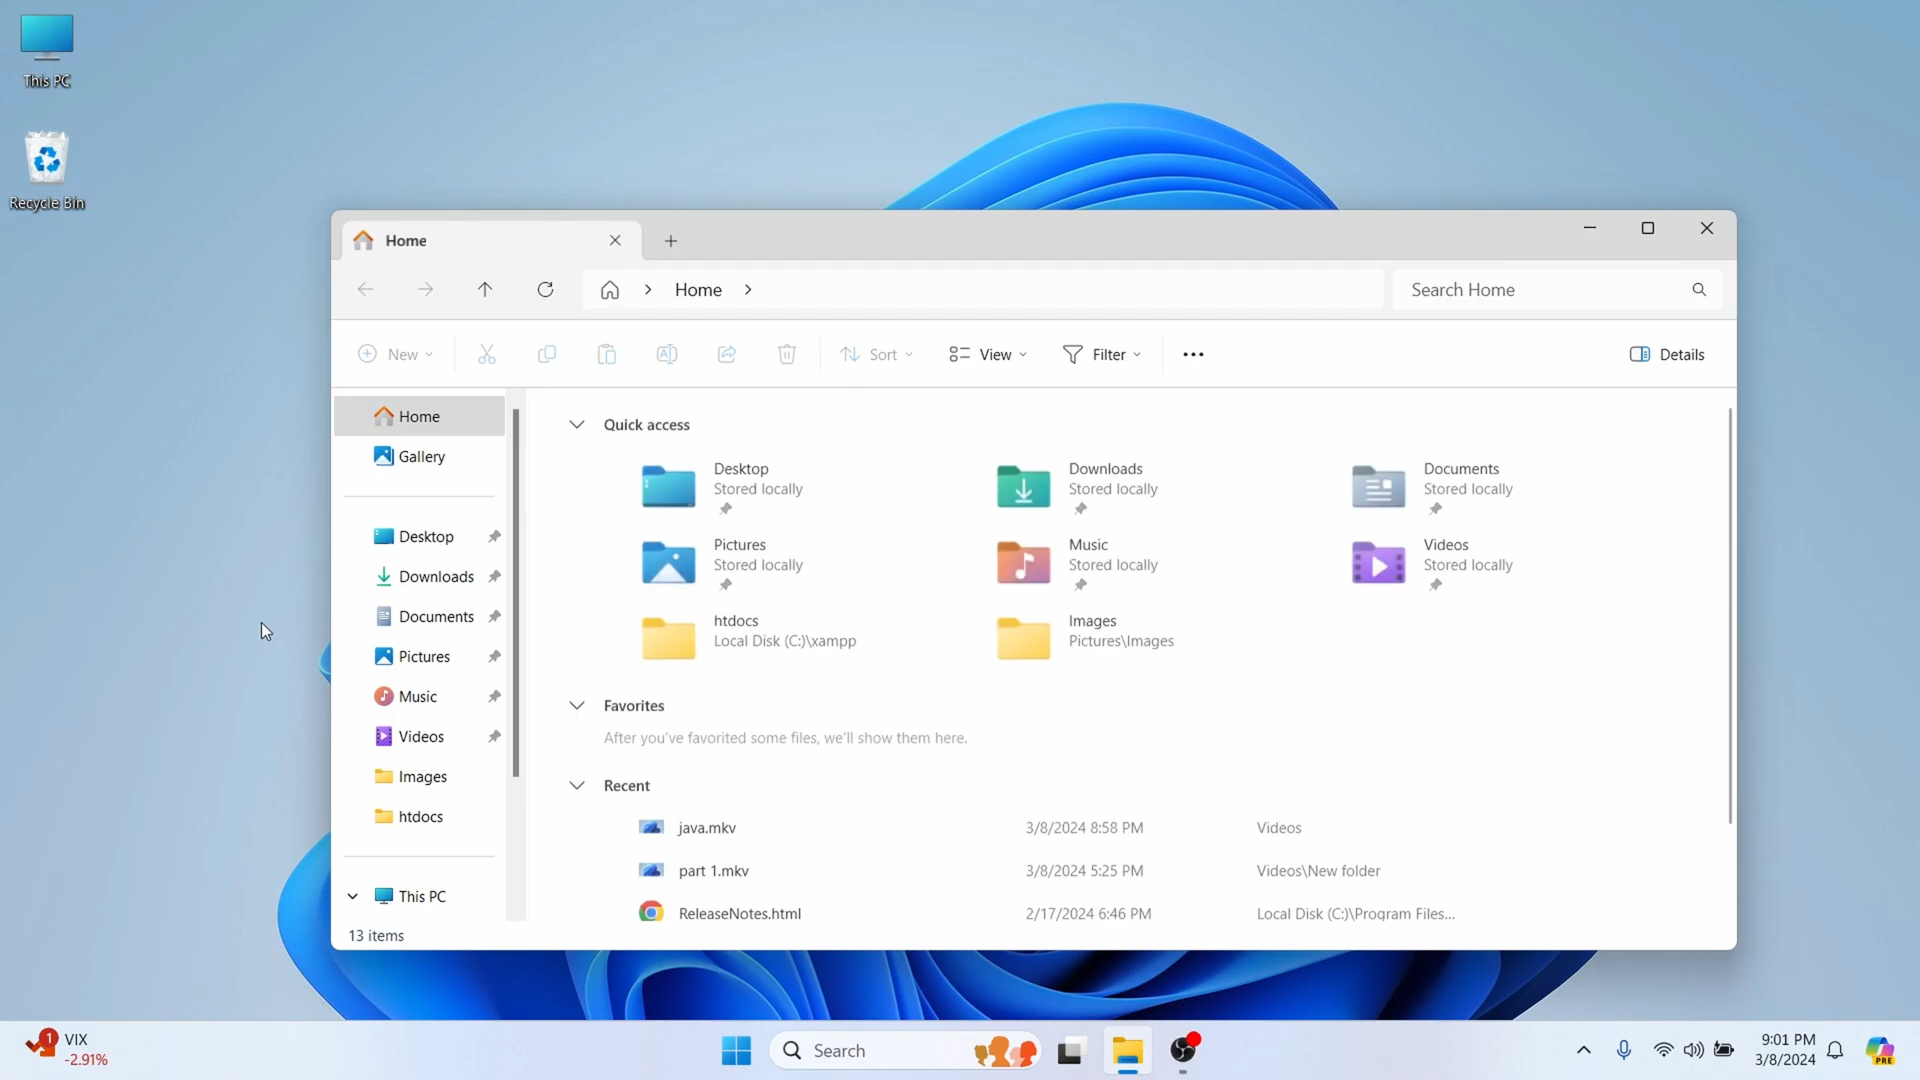 This PC
Recycle Bin
Home
Home
Search Home
New
Sort
View
Filter
Details
Home
Gallery
Desktop
Downloads
Documents
Pictures
Music
Videos
Images
htdocs
This PC
13 items
Quick access
Desktop
Stored locally
Downloads
Stored locally
Documents
Stored locally
Pictures
Stored locally
Music
Stored locally
Videos
Stored locally
htdocs
Local Disk (C:)\xampp
Images
Pictures\Images
Favorites
After you've favorited some files, we'll show them here.
Recent
java.mkv 3/8/2024 8:58 PM Videos
part 1.mkv 3/8/2024 5:25 PM Videos\New folder
ReleaseNotes.html 2/17/2024 6:46 PM Local Disk (C:)\Program Files...
1
VIX
-2.91%
Search
9:01 PM
3/8/2024
PRE